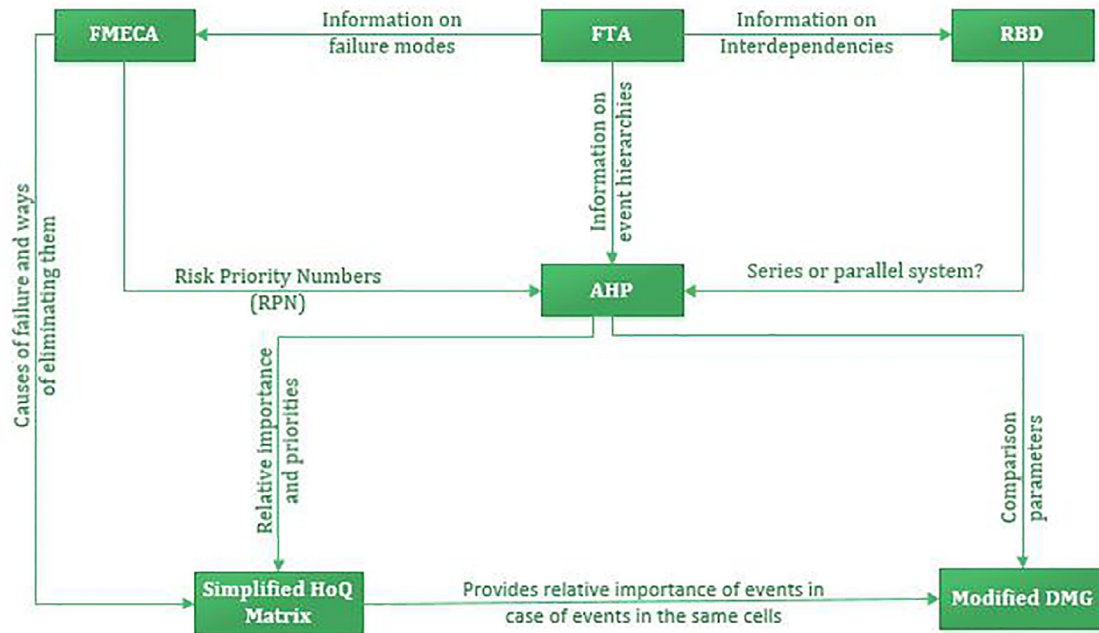 FMECA
Information on
failure modes
FTA
Information on
Interdependencies
RBD
Causes of failure and ways
of eliminating them
Information on
event hierarchies
Risk Priority Numbers
(RPN)
AHP
Series or parallel system?
Relative importance
and priorities
Comparison
parameters
Simplified HoQ
Matrix
Provides relative importance of events in
case of events in the same cells
Modified DMG